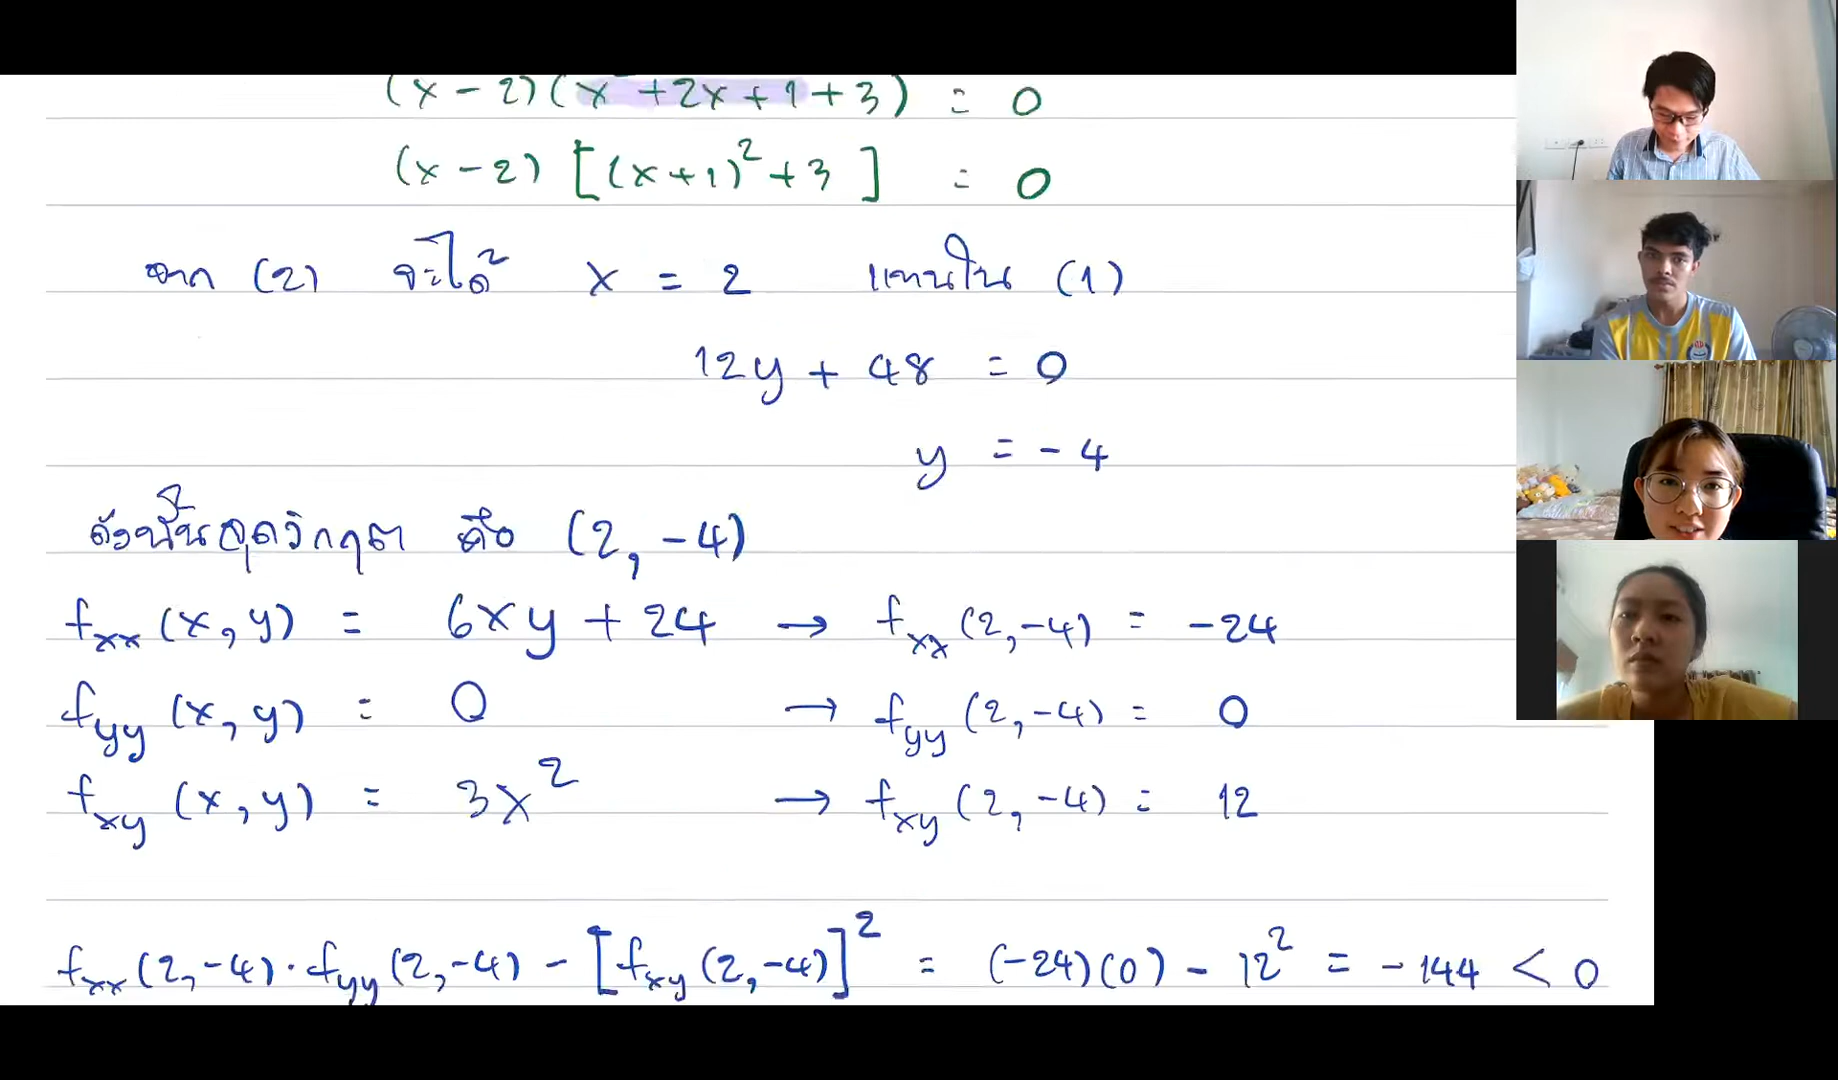 (x - 2)(x² + 2x + 1 + 3) = 0
(x - 2) [(x + 1)² + 3] = 0
จาก (2) จะได้ x = 2 แทนใน (1)
12y + 48 = 0
y = - 4
ดังนั้นจุดวิกฤต คือ (2, -4)
fxx (x, y) = 6xy + 24 → fxx (2, -4) = -24
fyy (x, y) = 0 → fyy (2, -4) = 0
fxy (x, y) = 3x² → fxy (2, -4) = 12
fxx (2, -4) · fyy (2, -4) - [fxy (2, -4)]² = (-24)(0) - 12² = -144 < 0